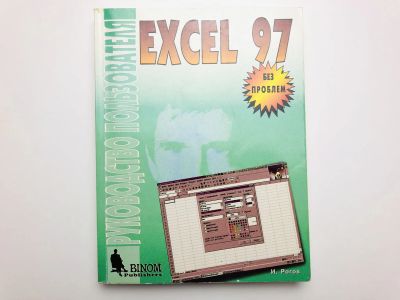 EXCEL 97
БЕЗ
ПРОБЛЕМ
РУКОВОДСТВО ПОЛЬЗОВАТЕЛЯ
BINOM
Publishers
И. Рогов